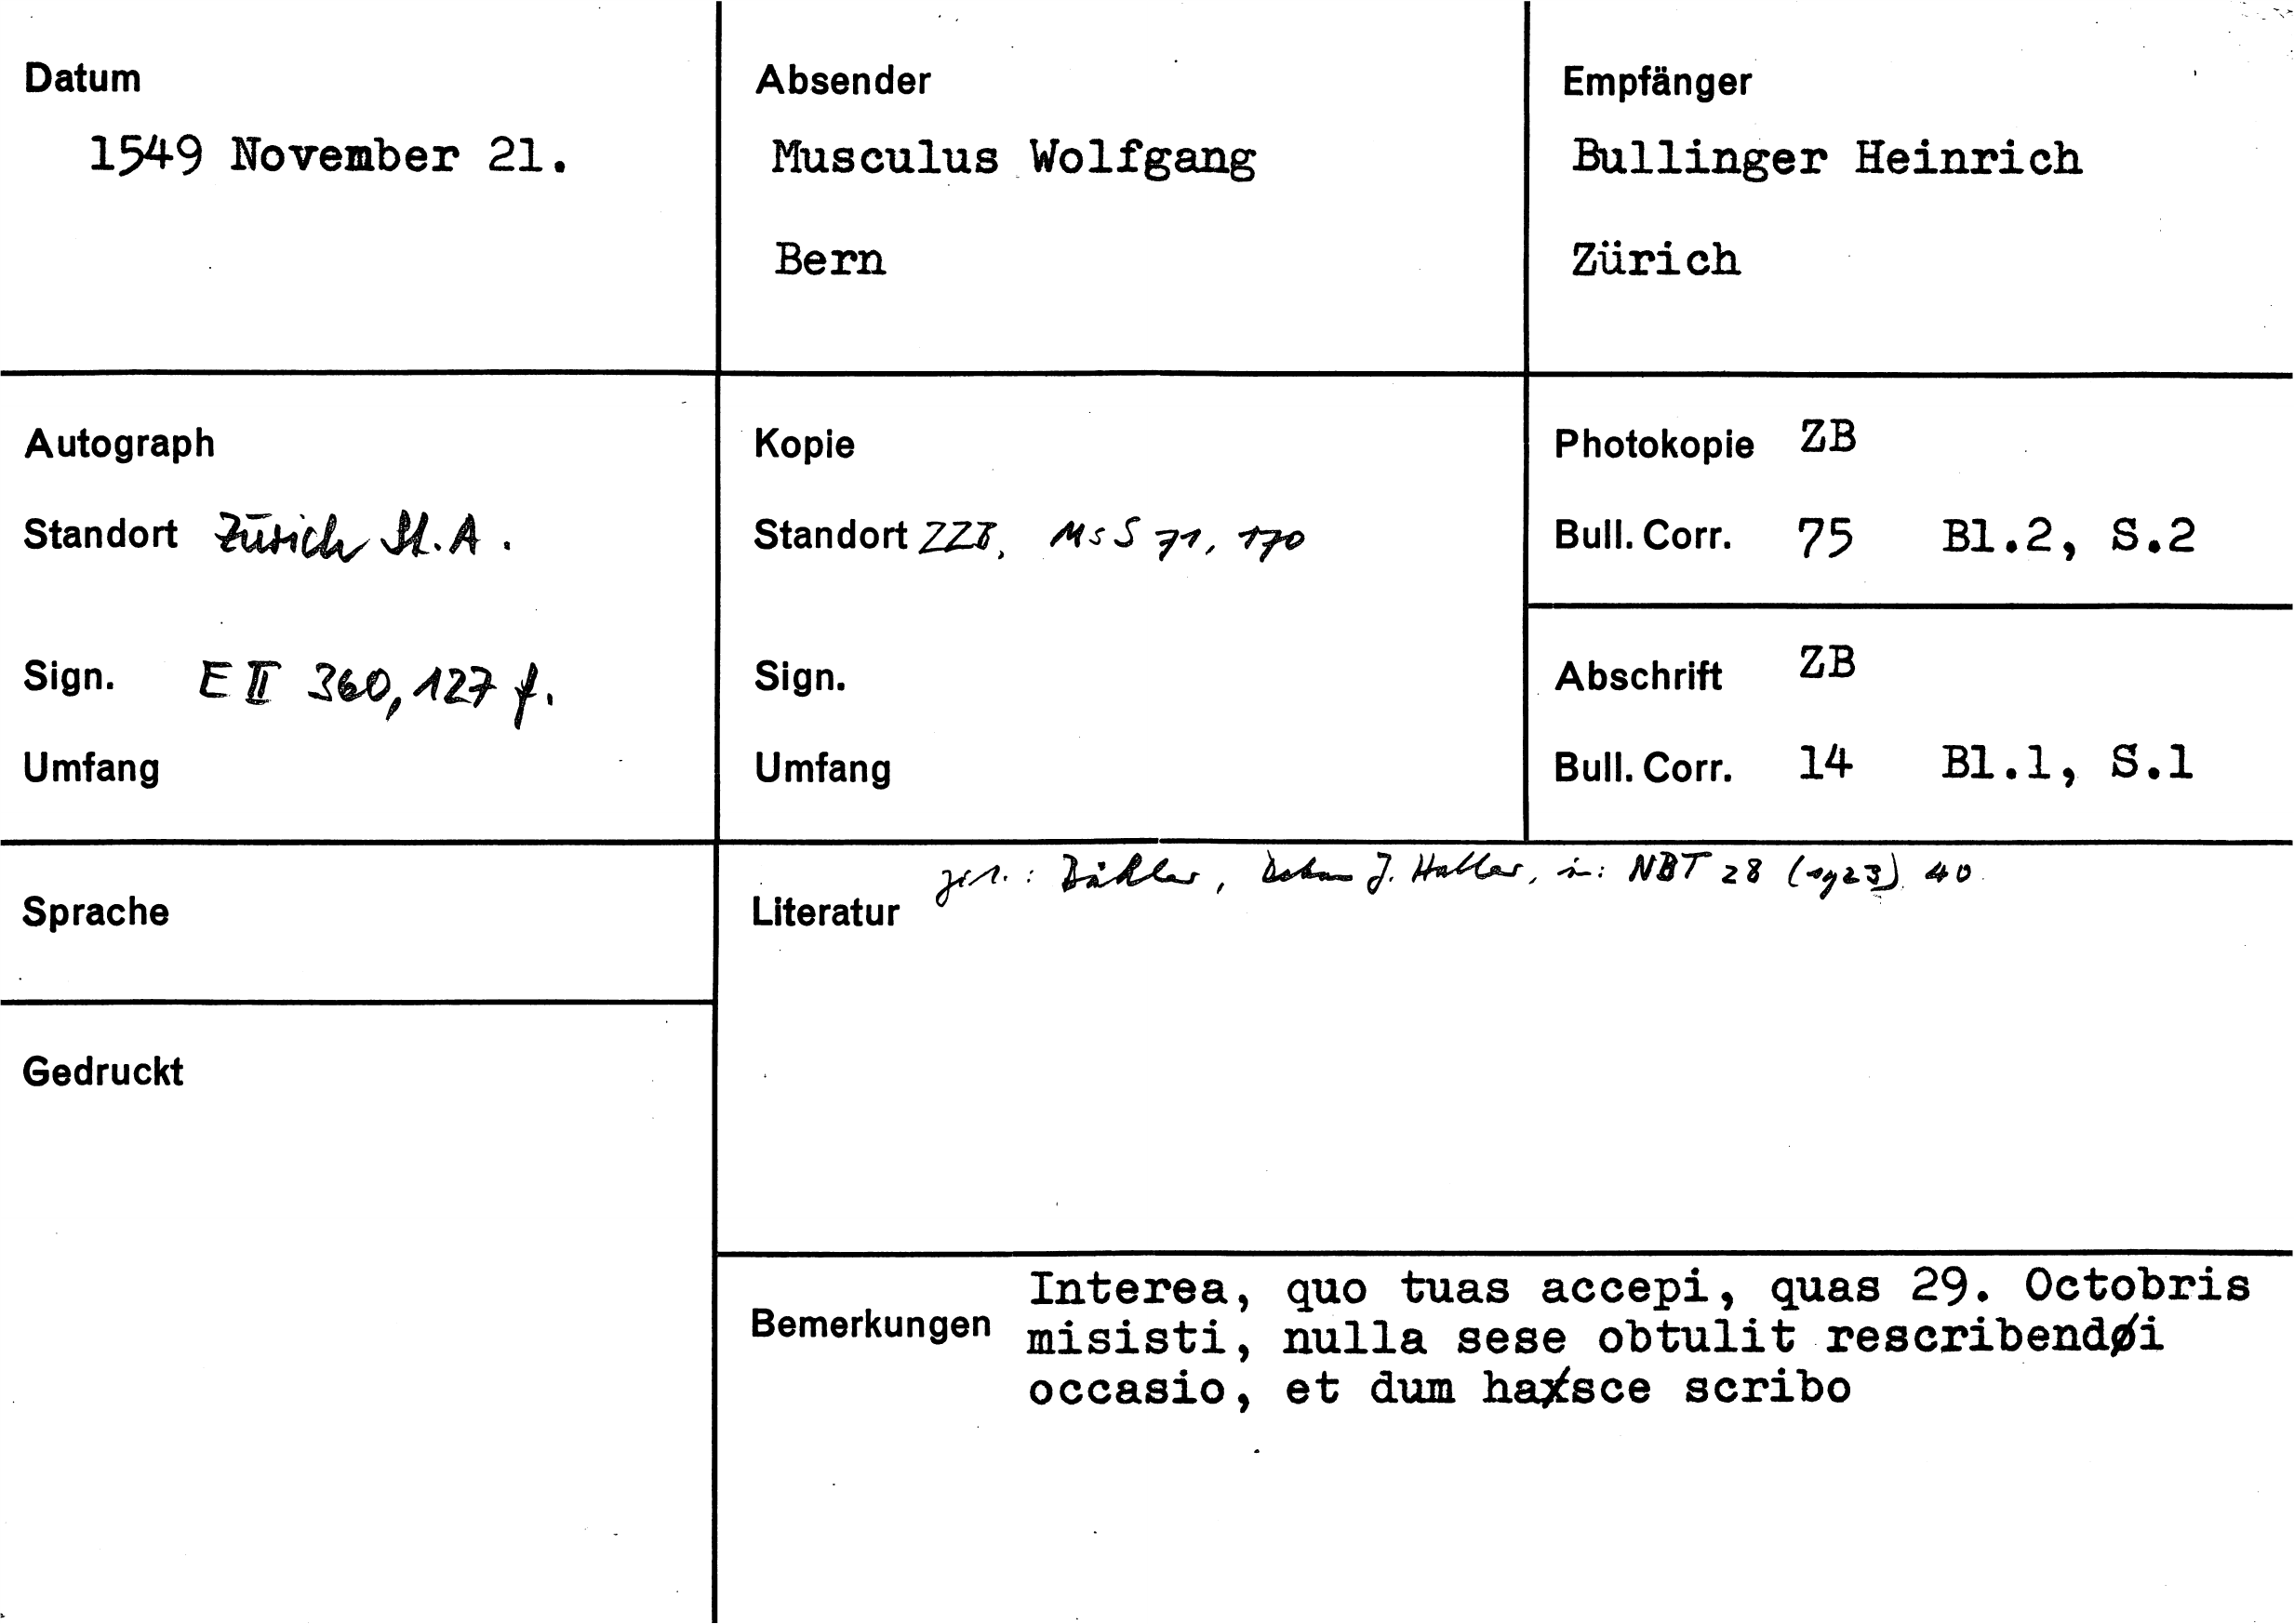 Datum
1549 November 21.
Absender
Musculus Wolfgang
Bern
Empfänger
Bullinger Heinrich
Zürich
Autograph
Standort Zürich St.A.
Sign. E II 360, 127 f.
Umfang
Kopie
Standort ZZB, Ms S 71, 170
Sign.
Umfang
Photokopie ZB
Bull. Corr. 75 Bl.2, S.2
Abschrift ZB
Bull. Corr. 14 Bl.1, S.1
Sprache
Gedruckt
Literatur
Bähler, Dekan J. Haller, in: NBT 28 (1923) 40
Bemerkungen
Interea, quo tuas accepi, quas 29. Octobris
misisti, nulla sese obtulit rescribendi
occasio, et dum hasce scribo